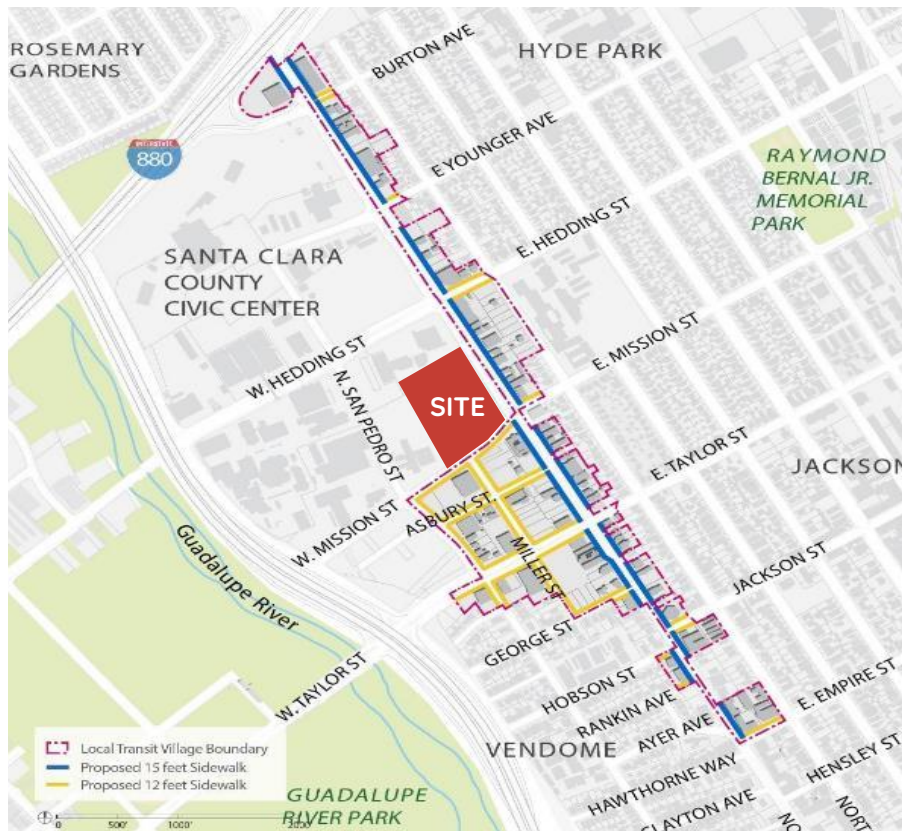 ROSEMARY
GARDENS
HYDE PARK
BURTON AVE
E YOUNGER AVE
INTERSTATE
880
RAYMOND
BERNAL JR.
MEMORIAL
PARK
E. HEDDING ST
SANTA CLARA
COUNTY
CIVIC CENTER
W. HEDDING ST
N. SAN PEDRO ST
SITE
E. MISSION ST
E. TAYLOR ST
JACKSON
W. MISSION ST
ASBURY ST.
MILLER ST
Guadalupe River
JACKSON ST
GEORGE ST
W. TAYLOR ST
HOBSON ST
RANKIN AVE
AYER AVE
E. EMPIRE ST
VENDOME
HAWTHORNE WAY
HENSLEY ST
CLAYTON AVE
NO
NORT
Local Transit Village Boundary
Proposed 15 feet Sidewalk
Proposed 12 feet Sidewalk
GUADALUPE
RIVER PARK
0 500' 1000' 2000'